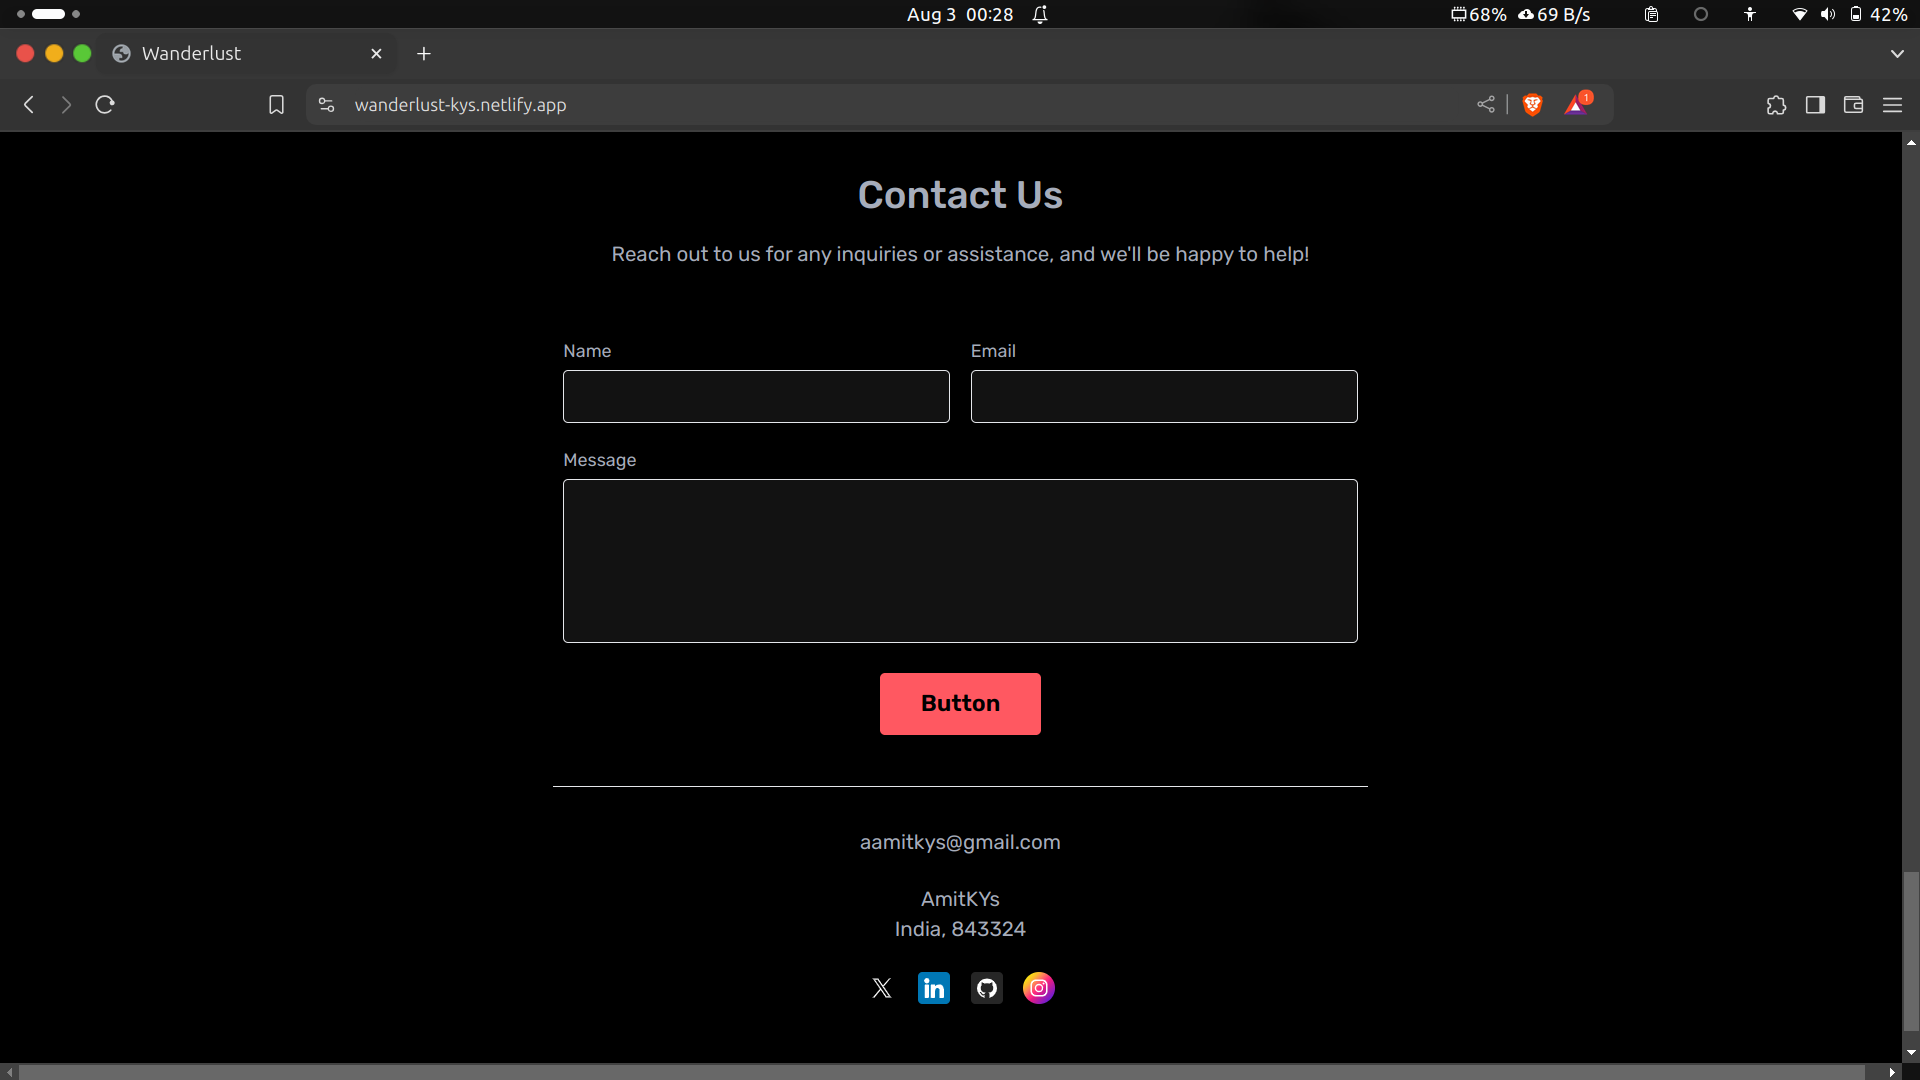 Aug 3 00:28
68% 69 B/s
42%
Wanderlust
wanderlust-kys.netlify.app
1
Contact Us
Reach out to us for any inquiries or assistance, and we'll be happy to help!
Name Email
Message
Button
aamitkys@gmail.com
AmitKYs
India, 843324
in